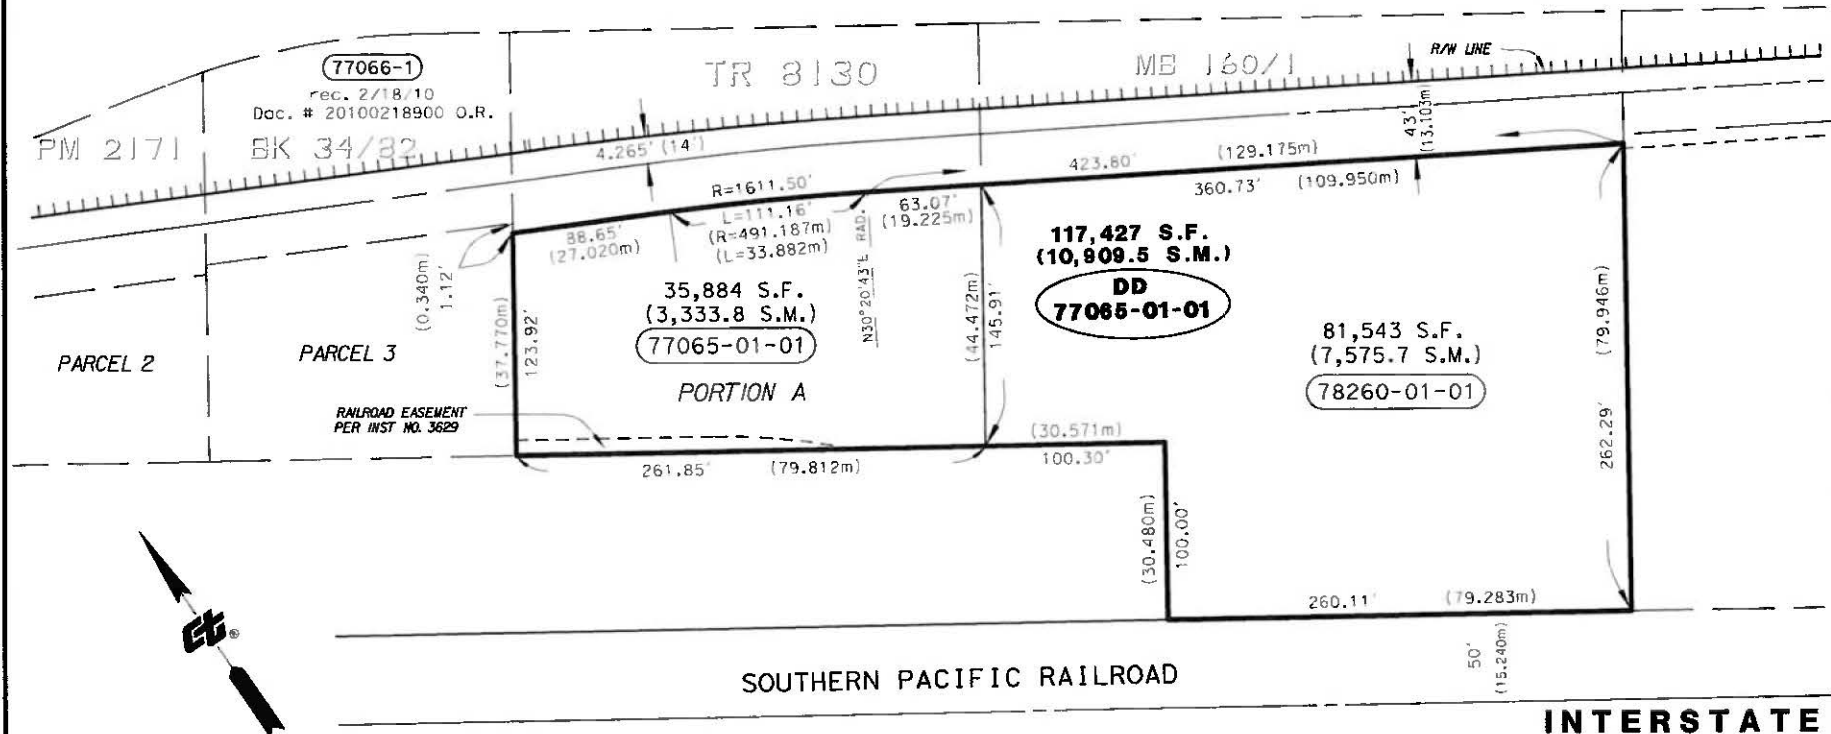 77066-1
rec. 2/18/10
Doc. # 20100218900 O.R.
TR 8130
MB 160/1
R/W LINE
PM 2171
BK 34/82
4.265' (14')
43'
(13.103m)
423.80'
(129.175m)
R=1611.50'
L=111.16'
(R=491.187m)
(L=33.882m)
88.65'
(27.020m)
63.07'
(19.225m)
360.73'
(109.950m)
(0.340m)
1.12'
35,884 S.F.
(3,333.8 S.M.)
77065-01-01
PORTION A
N30°20'43"E RAD.
117,427 S.F.
(10,909.5 S.M.)
DD
77065-01-01
(37.770m)
123.92'
(44.472m)
145.91'
81,543 S.F.
(7,575.7 S.M.)
78260-01-01
(79.946m)
262.29'
PARCEL 2
PARCEL 3
RAILROAD EASEMENT
PER INST NO. 3629
261.85'
(79.812m)
(30.571m)
100.30'
(30.480m)
100.00'
260.11'
(79.283m)
50'
(15.240m)
ct®
SOUTHERN PACIFIC RAILROAD
INTERSTATE